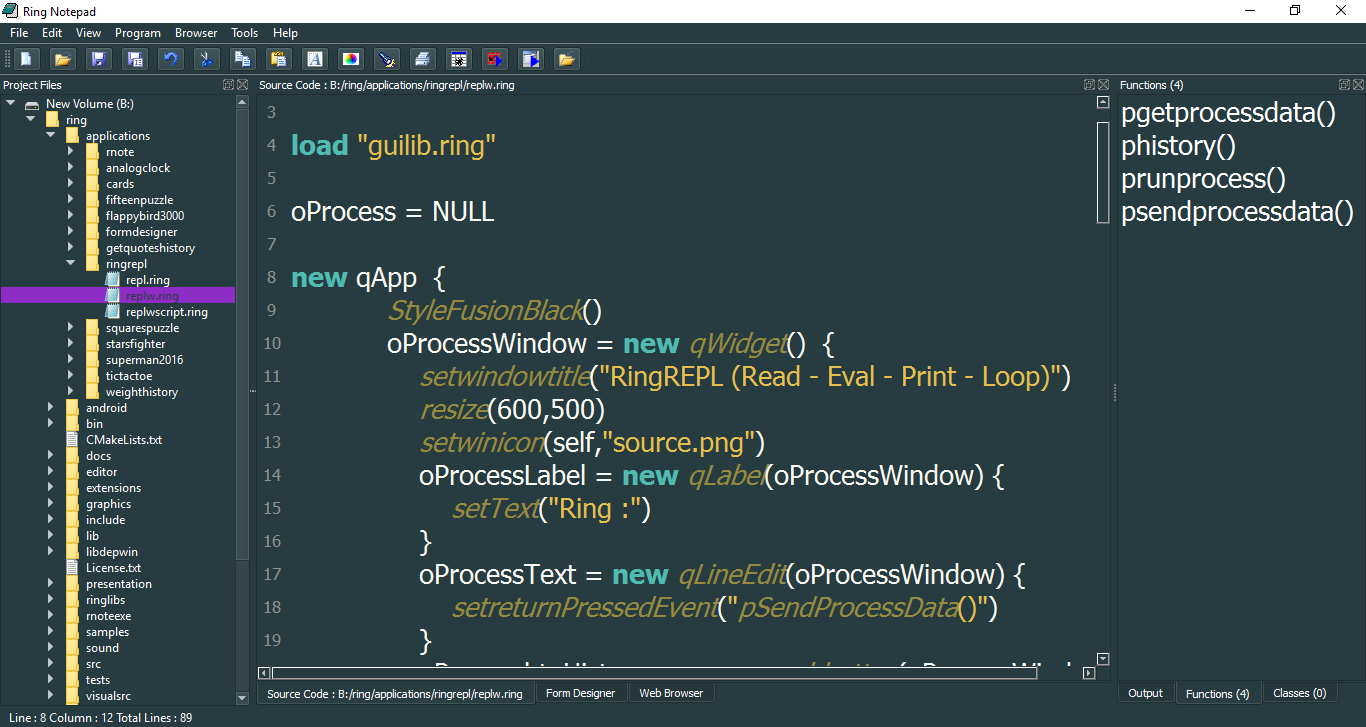 Ring Notepad
File Edit View Program Browser Tools Help
Project Files
New Volume (B:)
ring
applications
rnote
analogclock
cards
fifteenpuzzle
flappybird3000
formdesigner
getquoteshistory
ringrepl
repl.ring
replw.ring
replwscript.ring
squarespuzzle
starsfighter
superman2016
tictactoe
weighthistory
android
bin
CMakeLists.txt
docs
editor
extensions
graphics
include
lib
libdepwin
License.txt
presentation
ringlibs
rnoteexe
samples
sound
src
tests
visualsrc
Source Code : B:/ring/applications/ringrepl/replw.ring
3
4 load "guilib.ring"
5
6 oProcess = NULL
7
8 new qApp {
9 StyleFusionBlack()
10 oProcessWindow = new qWidget() {
11 setwindowtitle("RingREPL (Read - Eval - Print - Loop)")
12 resize(600,500)
13 setwinicon(self,"source.png")
14 oProcessLabel = new qLabel(oProcessWindow) {
15 setText("Ring :")
16 }
17 oProcessText = new qLineEdit(oProcessWindow) {
18 setreturnPressedEvent("pSendProcessData()")
19 }
Source Code : B:/ring/applications/ringrepl/replw.ring Form Designer Web Browser
Functions (4)
pgetprocessdata()
phistory()
prunprocess()
psendprocessdata()
Output Functions (4) Classes (0)
Line : 8 Column : 12 Total Lines : 89